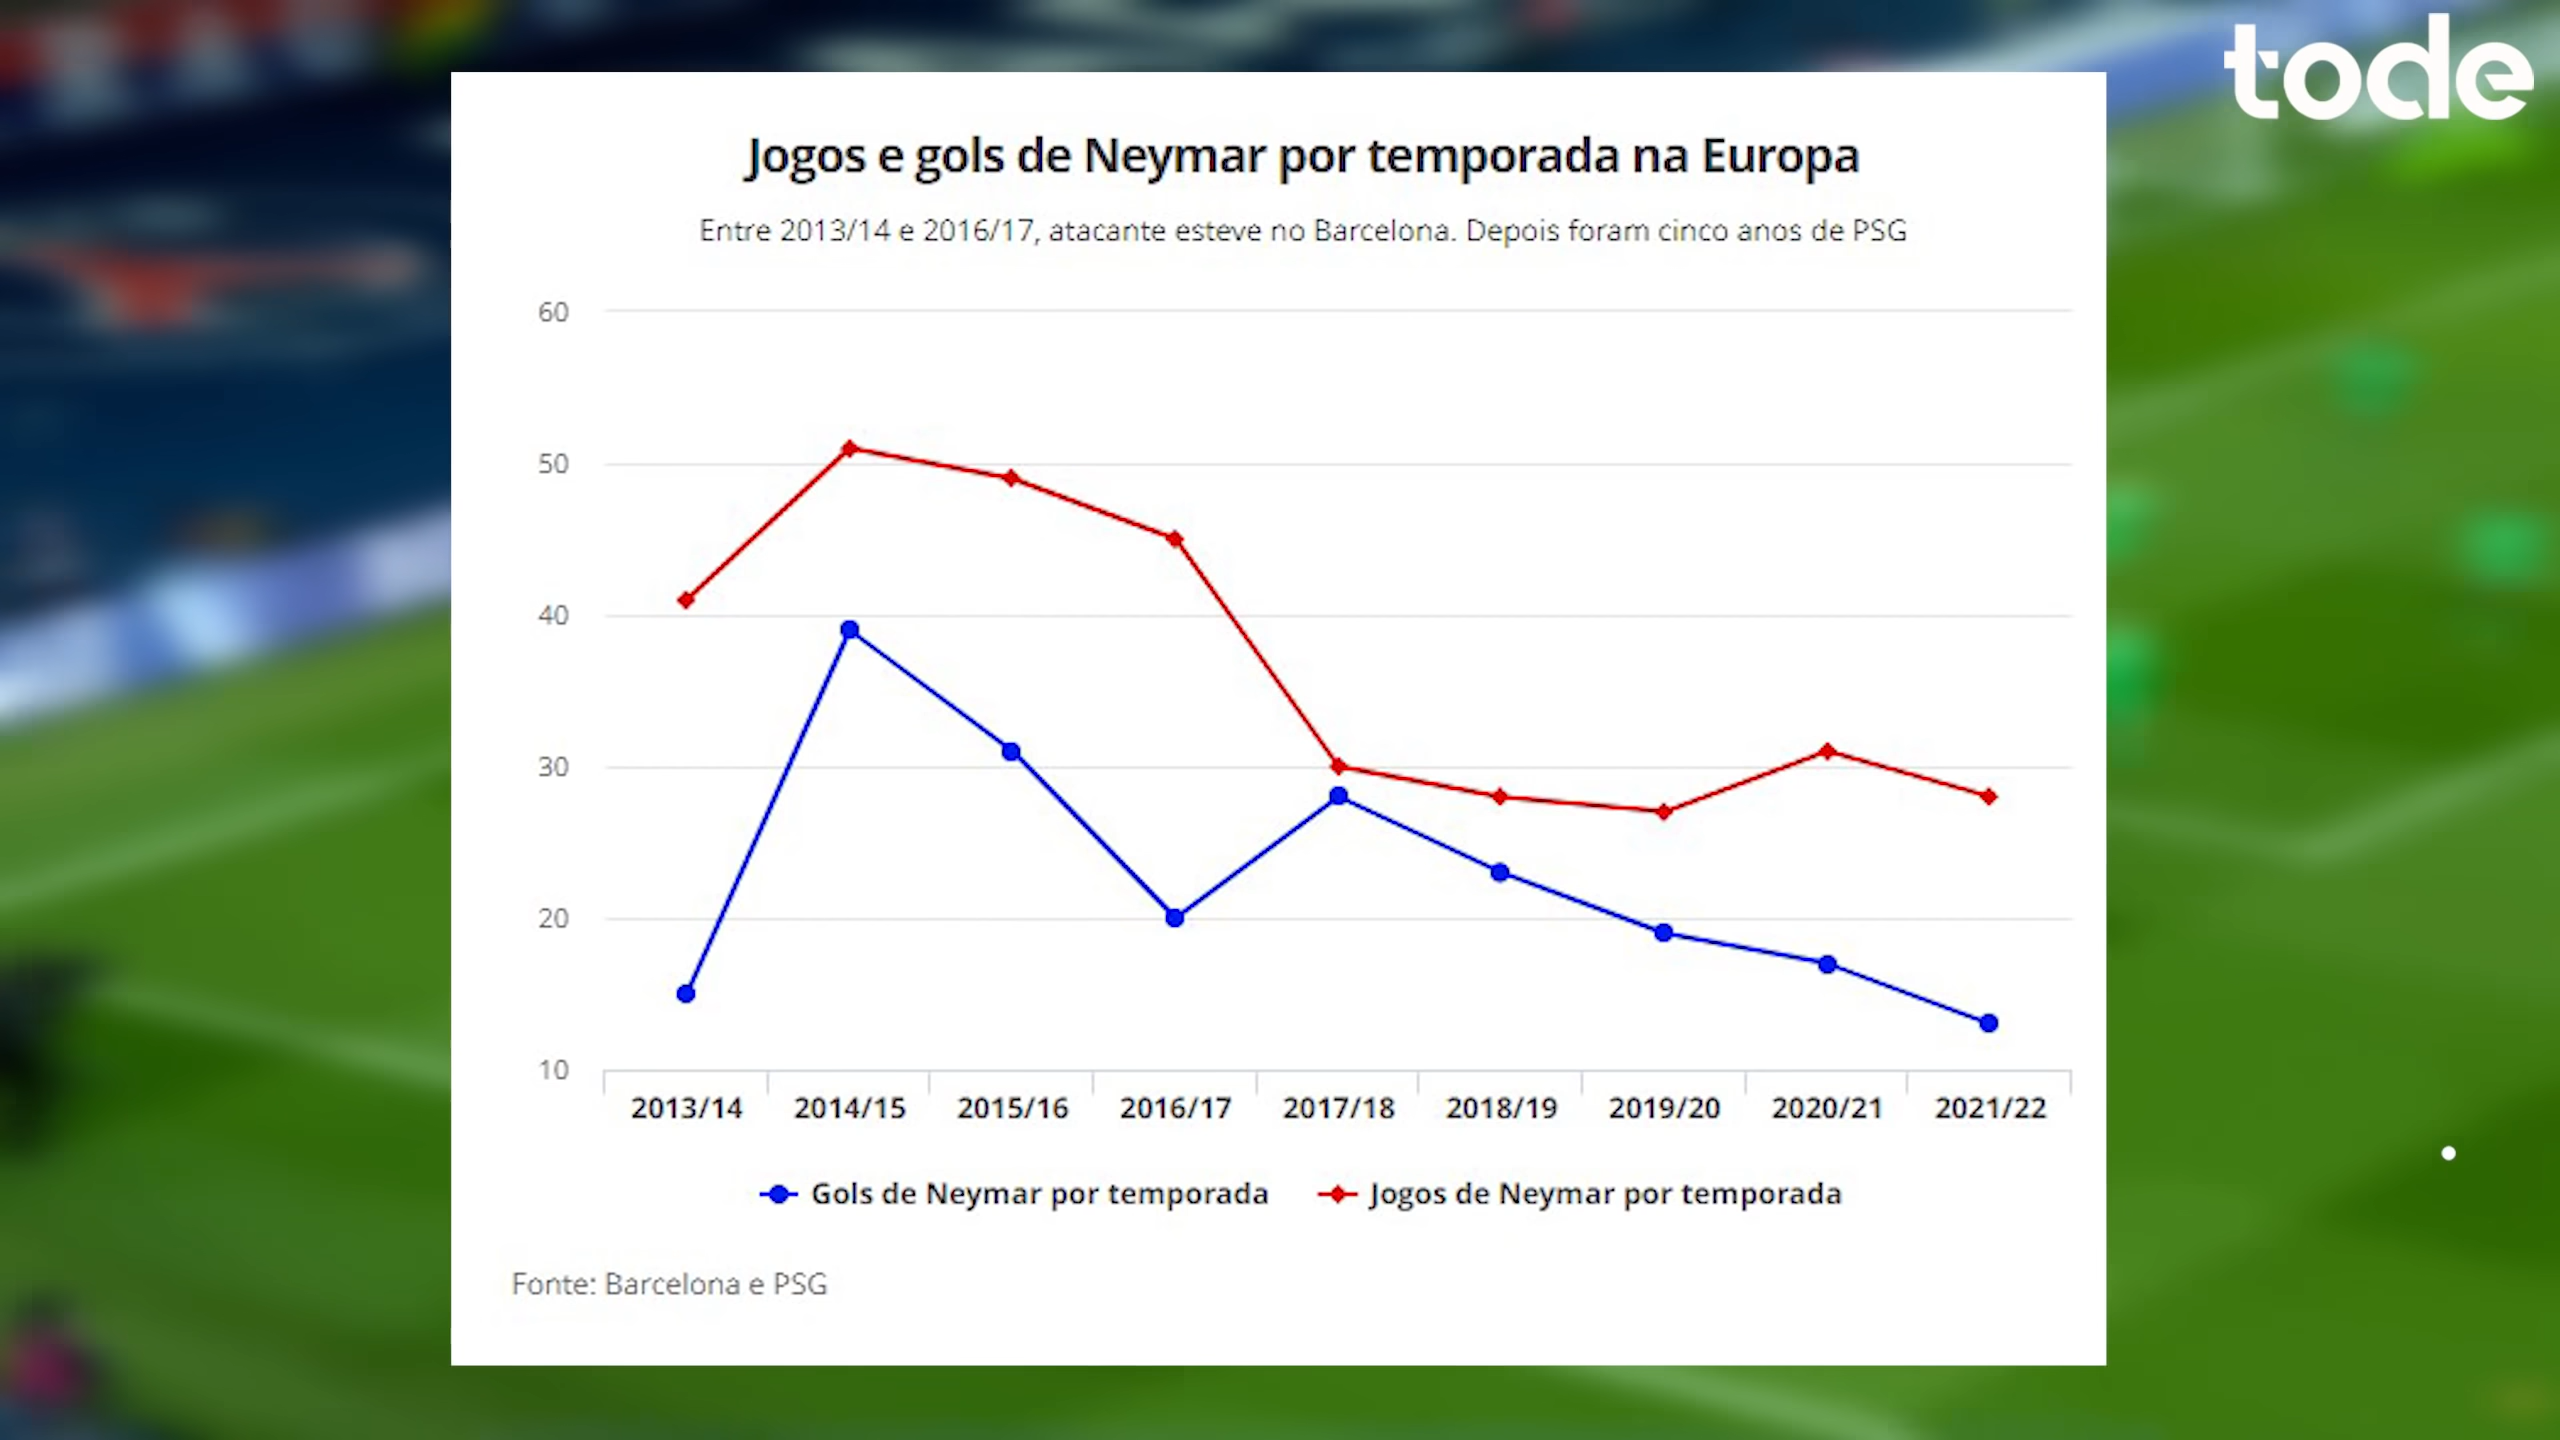 tode
Jogos e gols de Neymar por temporada na Europa
Entre 2013/14 e 2016/17, atacante esteve no Barcelona. Depois foram cinco anos de PSG
60
50
40
30
20
10
2013/14 2014/15 2015/16 2016/17 2017/18 2018/19 2019/20 2020/21 2021/22
Gols de Neymar por temporada Jogos de Neymar por temporada
Fonte: Barcelona e PSG